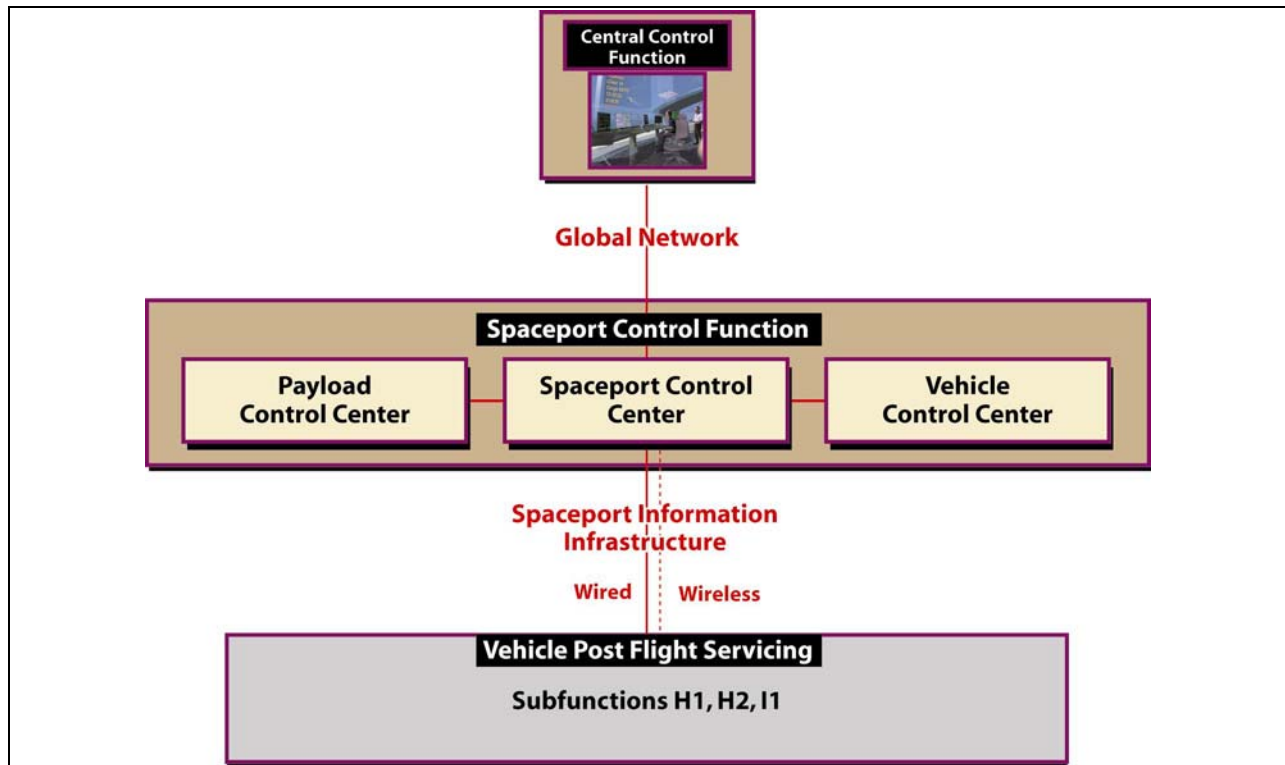 Central Control
Function
Global Network
Spaceport Control Function
Payload
Control Center
Spaceport Control
Center
Vehicle
Control Center
Spaceport Information
Infrastructure
Wired
Wireless
Vehicle Post Flight Servicing
Subfunctions H1, H2, I1